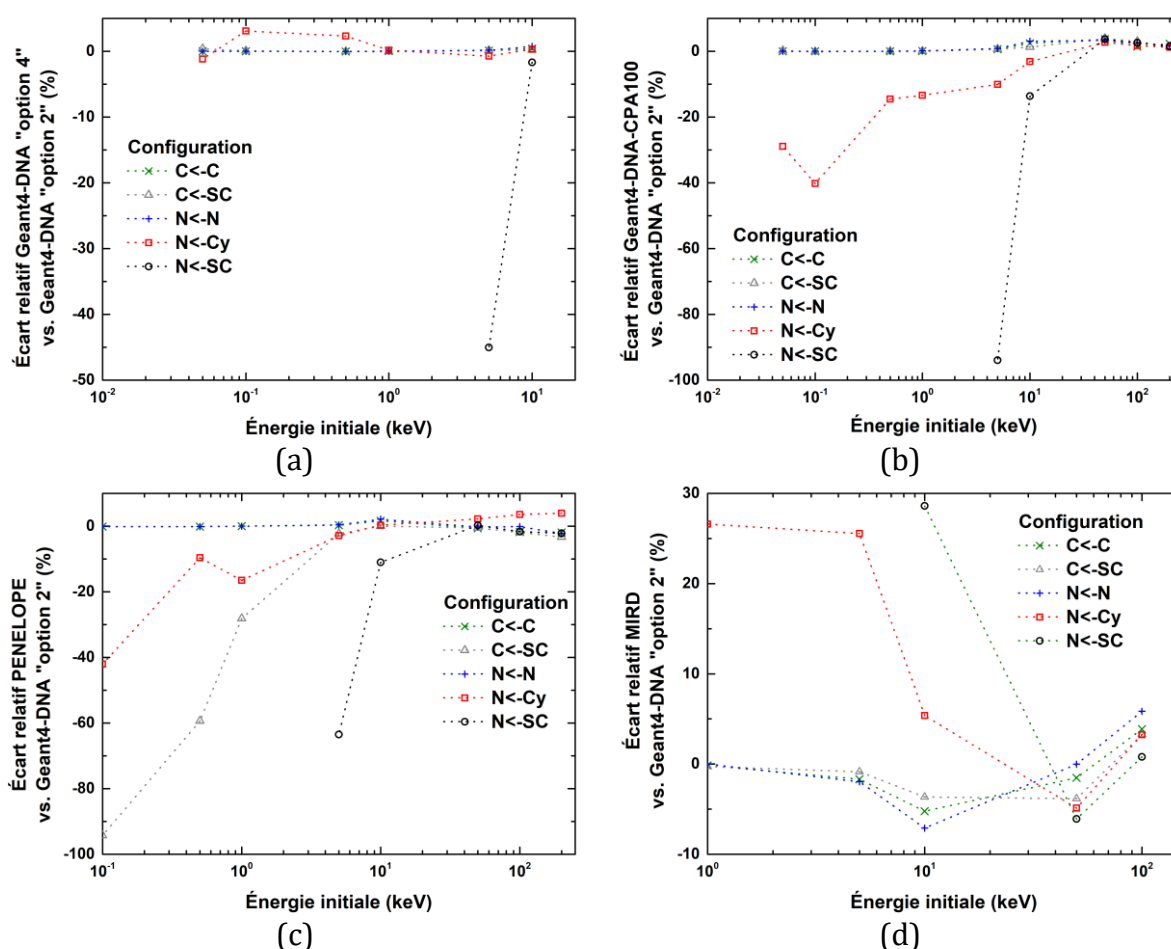 Écart relatif Geant4-DNA "option 4"
vs. Geant4-DNA "option 2" (%)
0
-10
-20
-30
-40
-50
Configuration
C<-C
C<-SC
N<-N
N<-Cy
N<-SC
10-2
10-1
100
101
Énergie initiale (keV)
(a)
Écart relatif Geant4-DNA-CPA100
vs. Geant4-DNA "option 2" (%)
0
-20
-40
-60
-80
-100
Configuration
C<-C
C<-SC
N<-N
N<-Cy
N<-SC
10-2
10-1
100
101
102
Énergie initiale (keV)
(b)
Écart relatif PENELOPE
vs. Geant4-DNA "option 2" (%)
0
-20
-40
-60
-80
-100
Configuration
C<-C
C<-SC
N<-N
N<-Cy
N<-SC
10-1
100
101
102
Énergie initiale (keV)
(c)
Écart relatif MIRD
vs. Geant4-DNA "option 2" (%)
30
20
10
0
-10
Configuration
C<-C
C<-SC
N<-N
N<-Cy
N<-SC
100
101
102
Énergie initiale (keV)
(d)